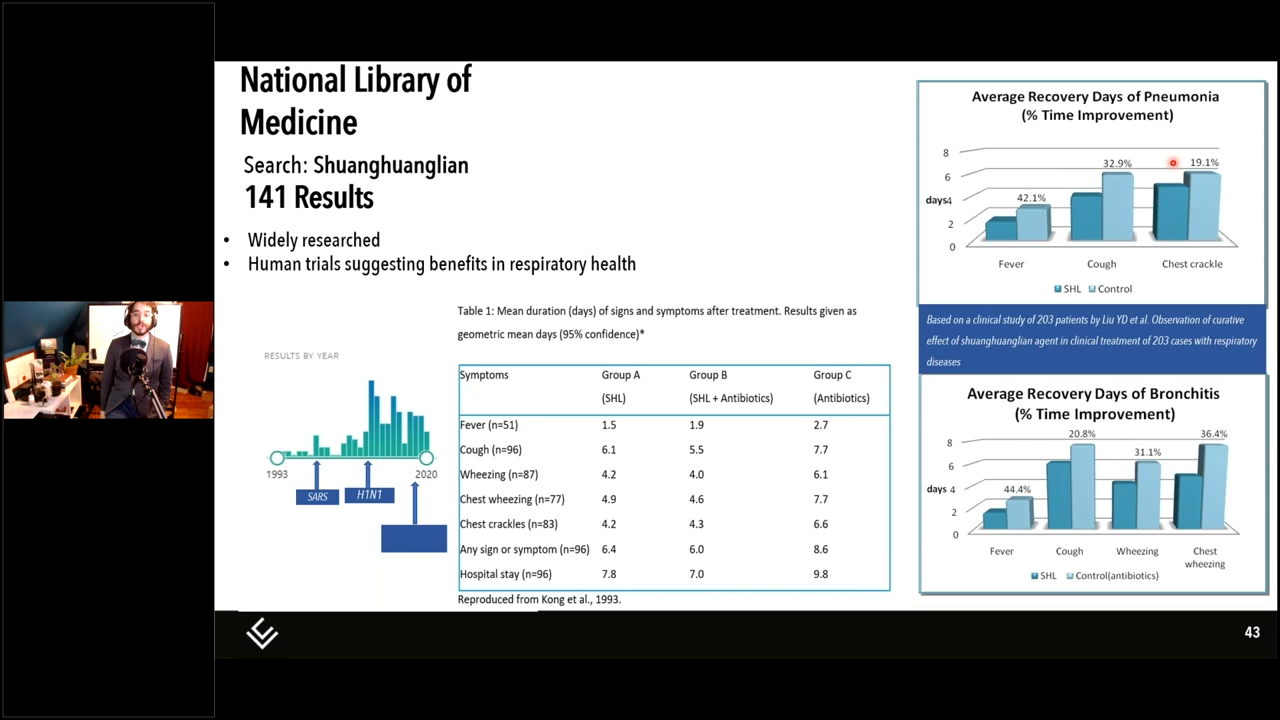 National Library of
Medicine
Search: Shuanghuanglian
141 Results
• Widely researched
• Human trials suggesting benefits in respiratory health
RESULTS BY YEAR
1993
2020
SARS
H1N1
Table 1: Mean duration (days) of signs and symptoms after treatment. Results given as
geometric mean days (95% confidence)*
Symptoms Group A Group B Group C
(SHL) (SHL + Antibiotics) (Antibiotics)
Fever (n=51) 1.5 1.9 2.7
Cough (n=96) 6.1 5.5 7.7
Wheezing (n=87) 4.2 4.0 6.1
Chest wheezing (n=77) 4.9 4.6 7.7
Chest crackles (n=83) 4.2 4.3 6.6
Any sign or symptom (n=96) 6.4 6.0 8.6
Hospital stay (n=96) 7.8 7.0 9.8
Reproduced from Kong et al., 1993.
Average Recovery Days of Pneumonia
(% Time Improvement)
8
6
days4
2
0
42.1%
32.9%
19.1%
Fever Cough Chest crackle
SHL Control
Based on a clinical study of 203 patients by Liu YD et al. Observation of curative
effect of shuanghuanglian agent in clinical treatment of 203 cases with respiratory
diseases
Average Recovery Days of Bronchitis
(% Time Improvement)
8
6
days 4
2
0
44.4%
20.8%
31.1%
36.4%
Fever Cough Wheezing Chest
wheezing
SHL Control(antibiotics)
43